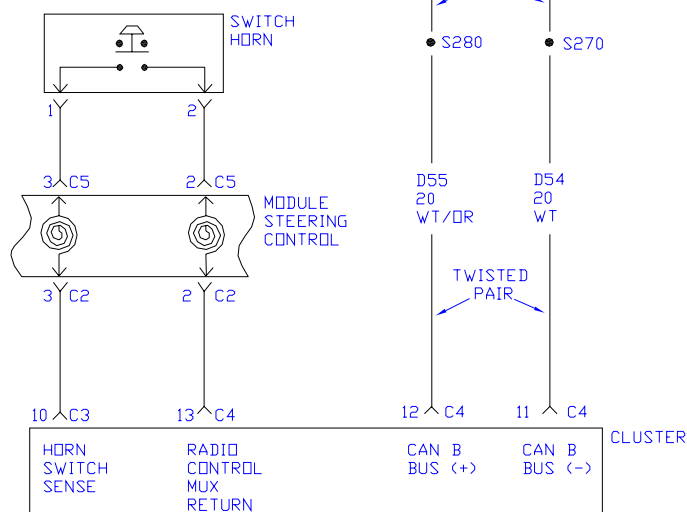 SWITCH
HORN
S280
S270
1
2
3 C5
2 C5
D55
20
WT/OR
D54
20
WT
MODULE
STEERING
CONTROL
TWISTED
PAIR
3 C2
2 C2
10 C3
13 C4
12 C4
11 C4
CLUSTER
HORN
SWITCH
SENSE
RADIO
CONTROL
MUX
RETURN
CAN B
BUS (+)
CAN B
BUS (-)